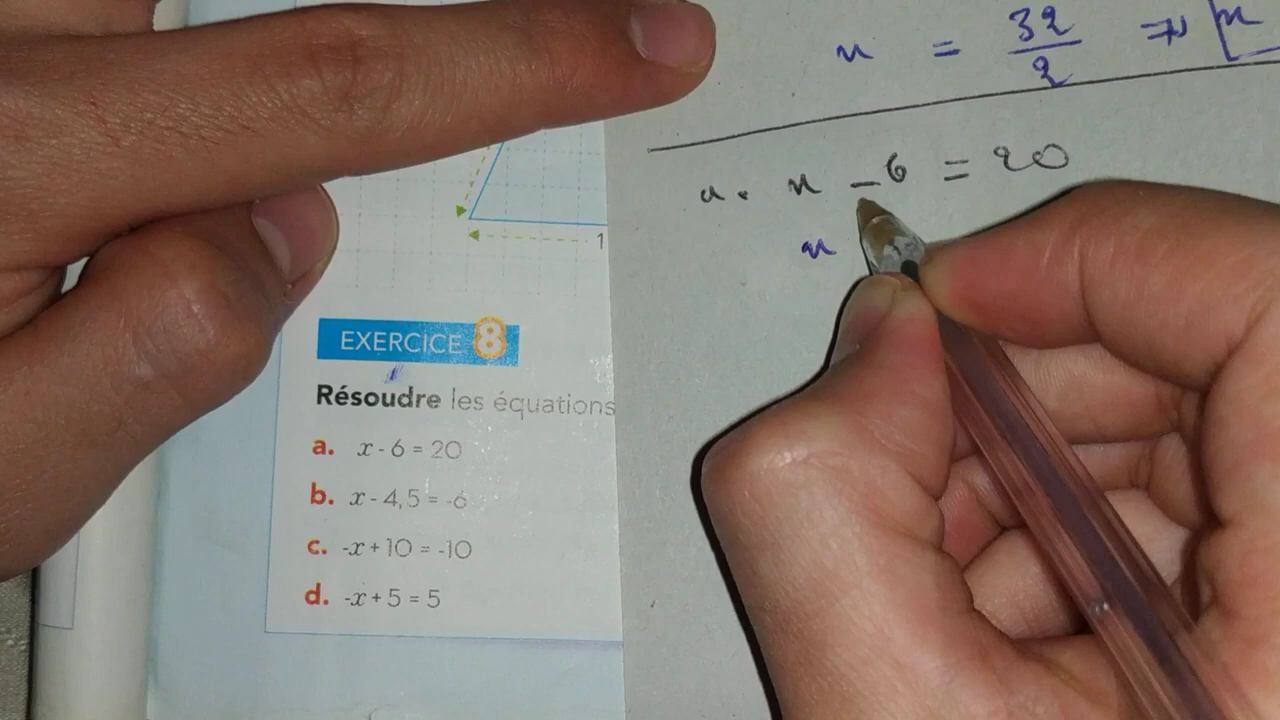 x = 32/2 => x
a. x - 6 = 20
x
1
EXERCICE 8
Résoudre les équations
a. x - 6 = 20
b. x - 4,5 = -6
c. -x + 10 = -10
d. -x + 5 = 5